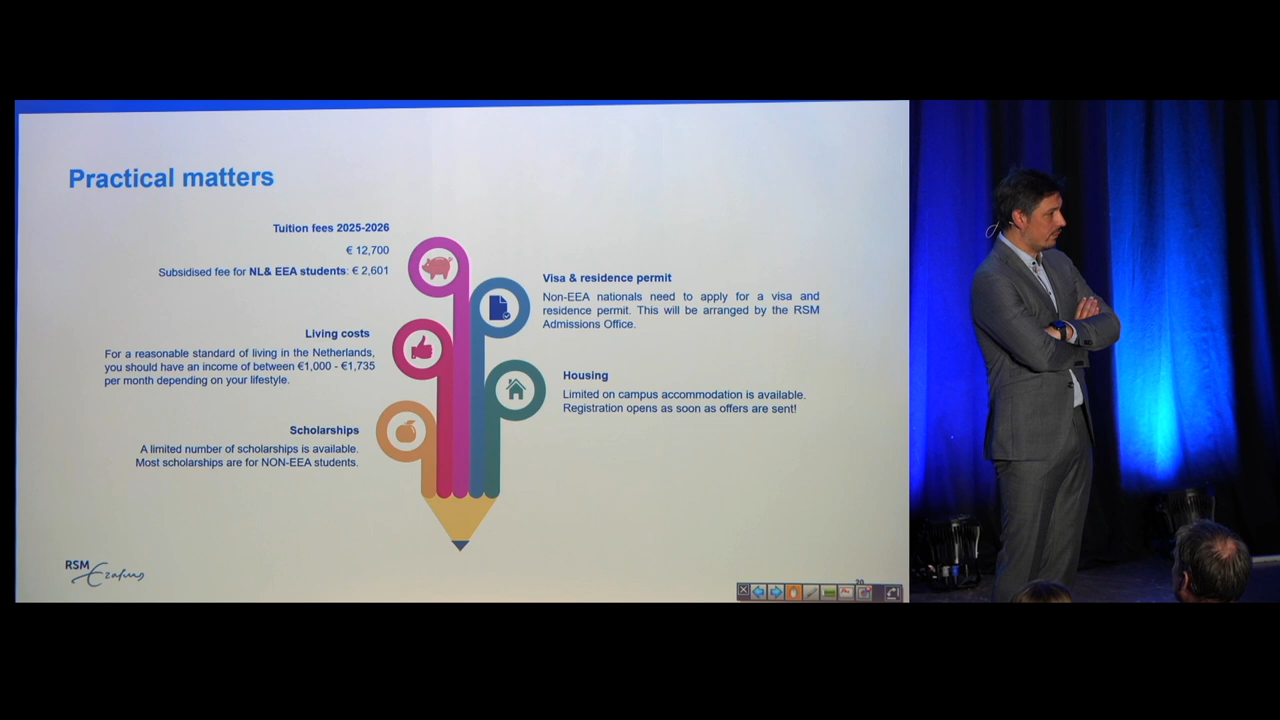 Practical matters
Tuition fees 2025-2026
€ 12,700
Subsidised fee for NL& EEA students: € 2,601
Living costs
For a reasonable standard of living in the Netherlands,
you should have an income of between €1,000 - €1,735
per month depending on your lifestyle.
Scholarships
A limited number of scholarships is available.
Most scholarships are for NON-EEA students.
Visa & residence permit
Non-EEA nationals need to apply for a visa and
residence permit. This will be arranged by the RSM
Admissions Office.
Housing
Limited on campus accommodation is available.
Registration opens as soon as offers are sent!
RSM
Erasmus